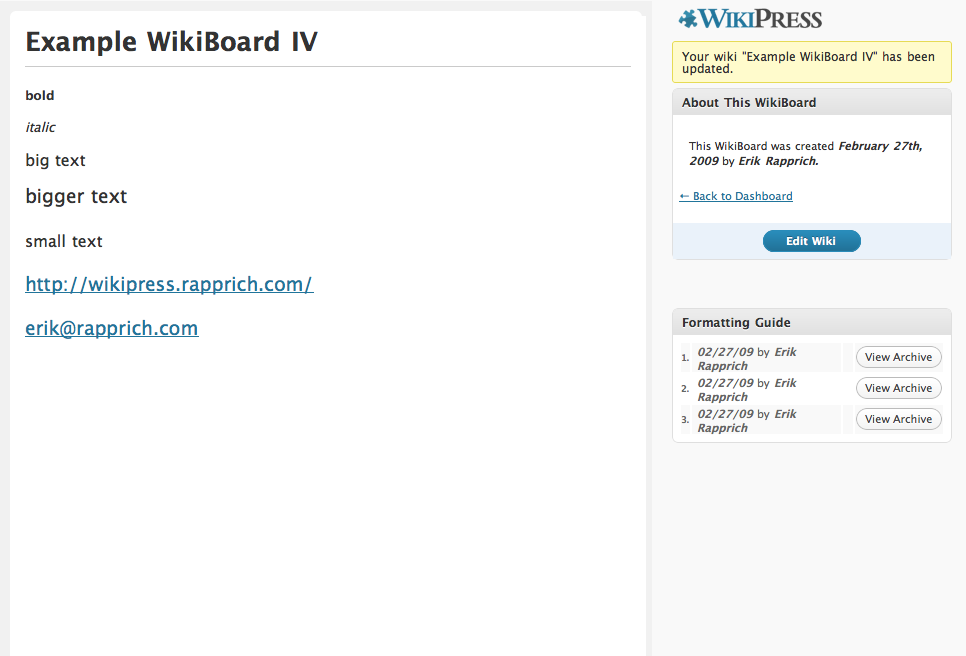 Example WikiBoard IV
bold
italic
big text
bigger text
small text
http://wikipress.rapprich.com/
erik@rapprich.com
WIKIPRESS
Your wiki "Example WikiBoard IV" has been
updated.
About This WikiBoard
This WikiBoard was created February 27th,
2009 by Erik Rapprich.
← Back to Dashboard
Edit Wiki
Formatting Guide
1. 02/27/09 by Erik
Rapprich
View Archive
2. 02/27/09 by Erik
Rapprich
View Archive
3. 02/27/09 by Erik
Rapprich
View Archive